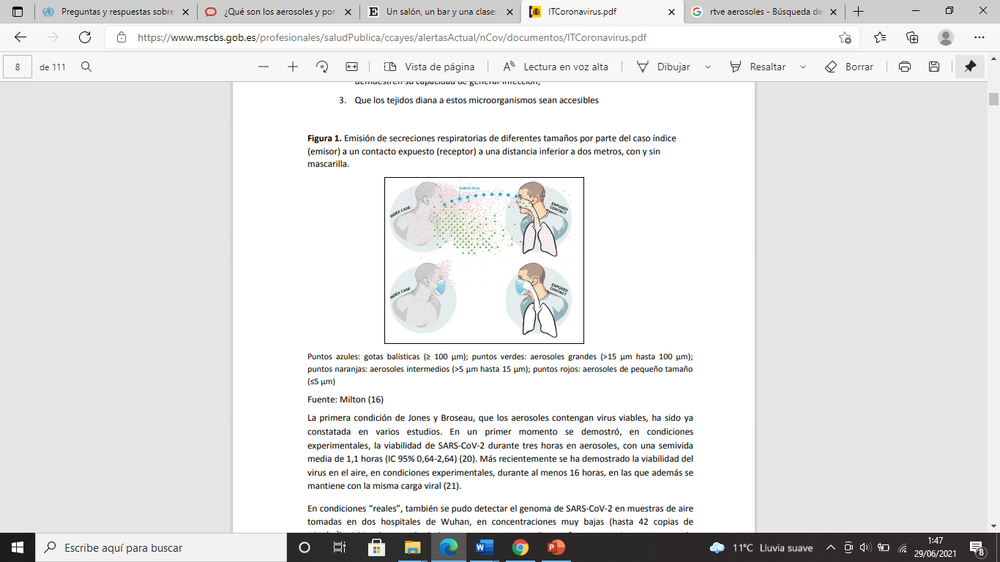 Preguntas y respuestas sobre
¿Qué son los aerosoles y por
Un salón, un bar y una clase:
ITCoronavirus.pdf
rtve aerosoles - Búsqueda de
https://www.mscbs.gob.es/profesionales/saludPublica/ccayes/alertasActual/nCov/documentos/ITCoronavirus.pdf
8 de 111
Vista de página
Lectura en voz alta
Dibujar
Resaltar
Borrar
demuestren su capacidad de generar infección;
3. Que los tejidos diana a estos microorganismos sean accesibles
Figura 1. Emisión de secreciones respiratorias de diferentes tamaños por parte del caso índice
(emisor) a un contacto expuesto (receptor) a una distancia inferior a dos metros, con y sin
mascarilla.
Ballistic Drop
INDEX CASE
EXPOSED
CONTACT
INDEX CASE
EXPOSED
CONTACT
Puntos azules: gotas balísticas (≥ 100 μm); puntos verdes: aerosoles grandes (>15 μm hasta 100 μm);
puntos naranjas: aerosoles intermedios (>5 μm hasta 15 μm); puntos rojos: aerosoles de pequeño tamaño
(≤5 μm)
Fuente: Milton (16)
La primera condición de Jones y Broseau, que los aerosoles contengan virus viables, ha sido ya
constatada en varios estudios. En un primer momento se demostró, en condiciones
experimentales, la viabilidad de SARS-CoV-2 durante tres horas en aerosoles, con una semivida
media de 1,1 horas (IC 95% 0,64-2,64) (20). Más recientemente se ha demostrado la viabilidad del
virus en el aire, en condiciones experimentales, durante al menos 16 horas, en las que además se
mantiene con la misma carga viral (21).
En condiciones “reales”, también se pudo detectar el genoma de SARS-CoV-2 en muestras de aire
tomadas en dos hospitales de Wuhan, en concentraciones muy bajas (hasta 42 copias de
Escribe aquí para buscar
11°C Lluvia suave
1:47
29/06/2021
8